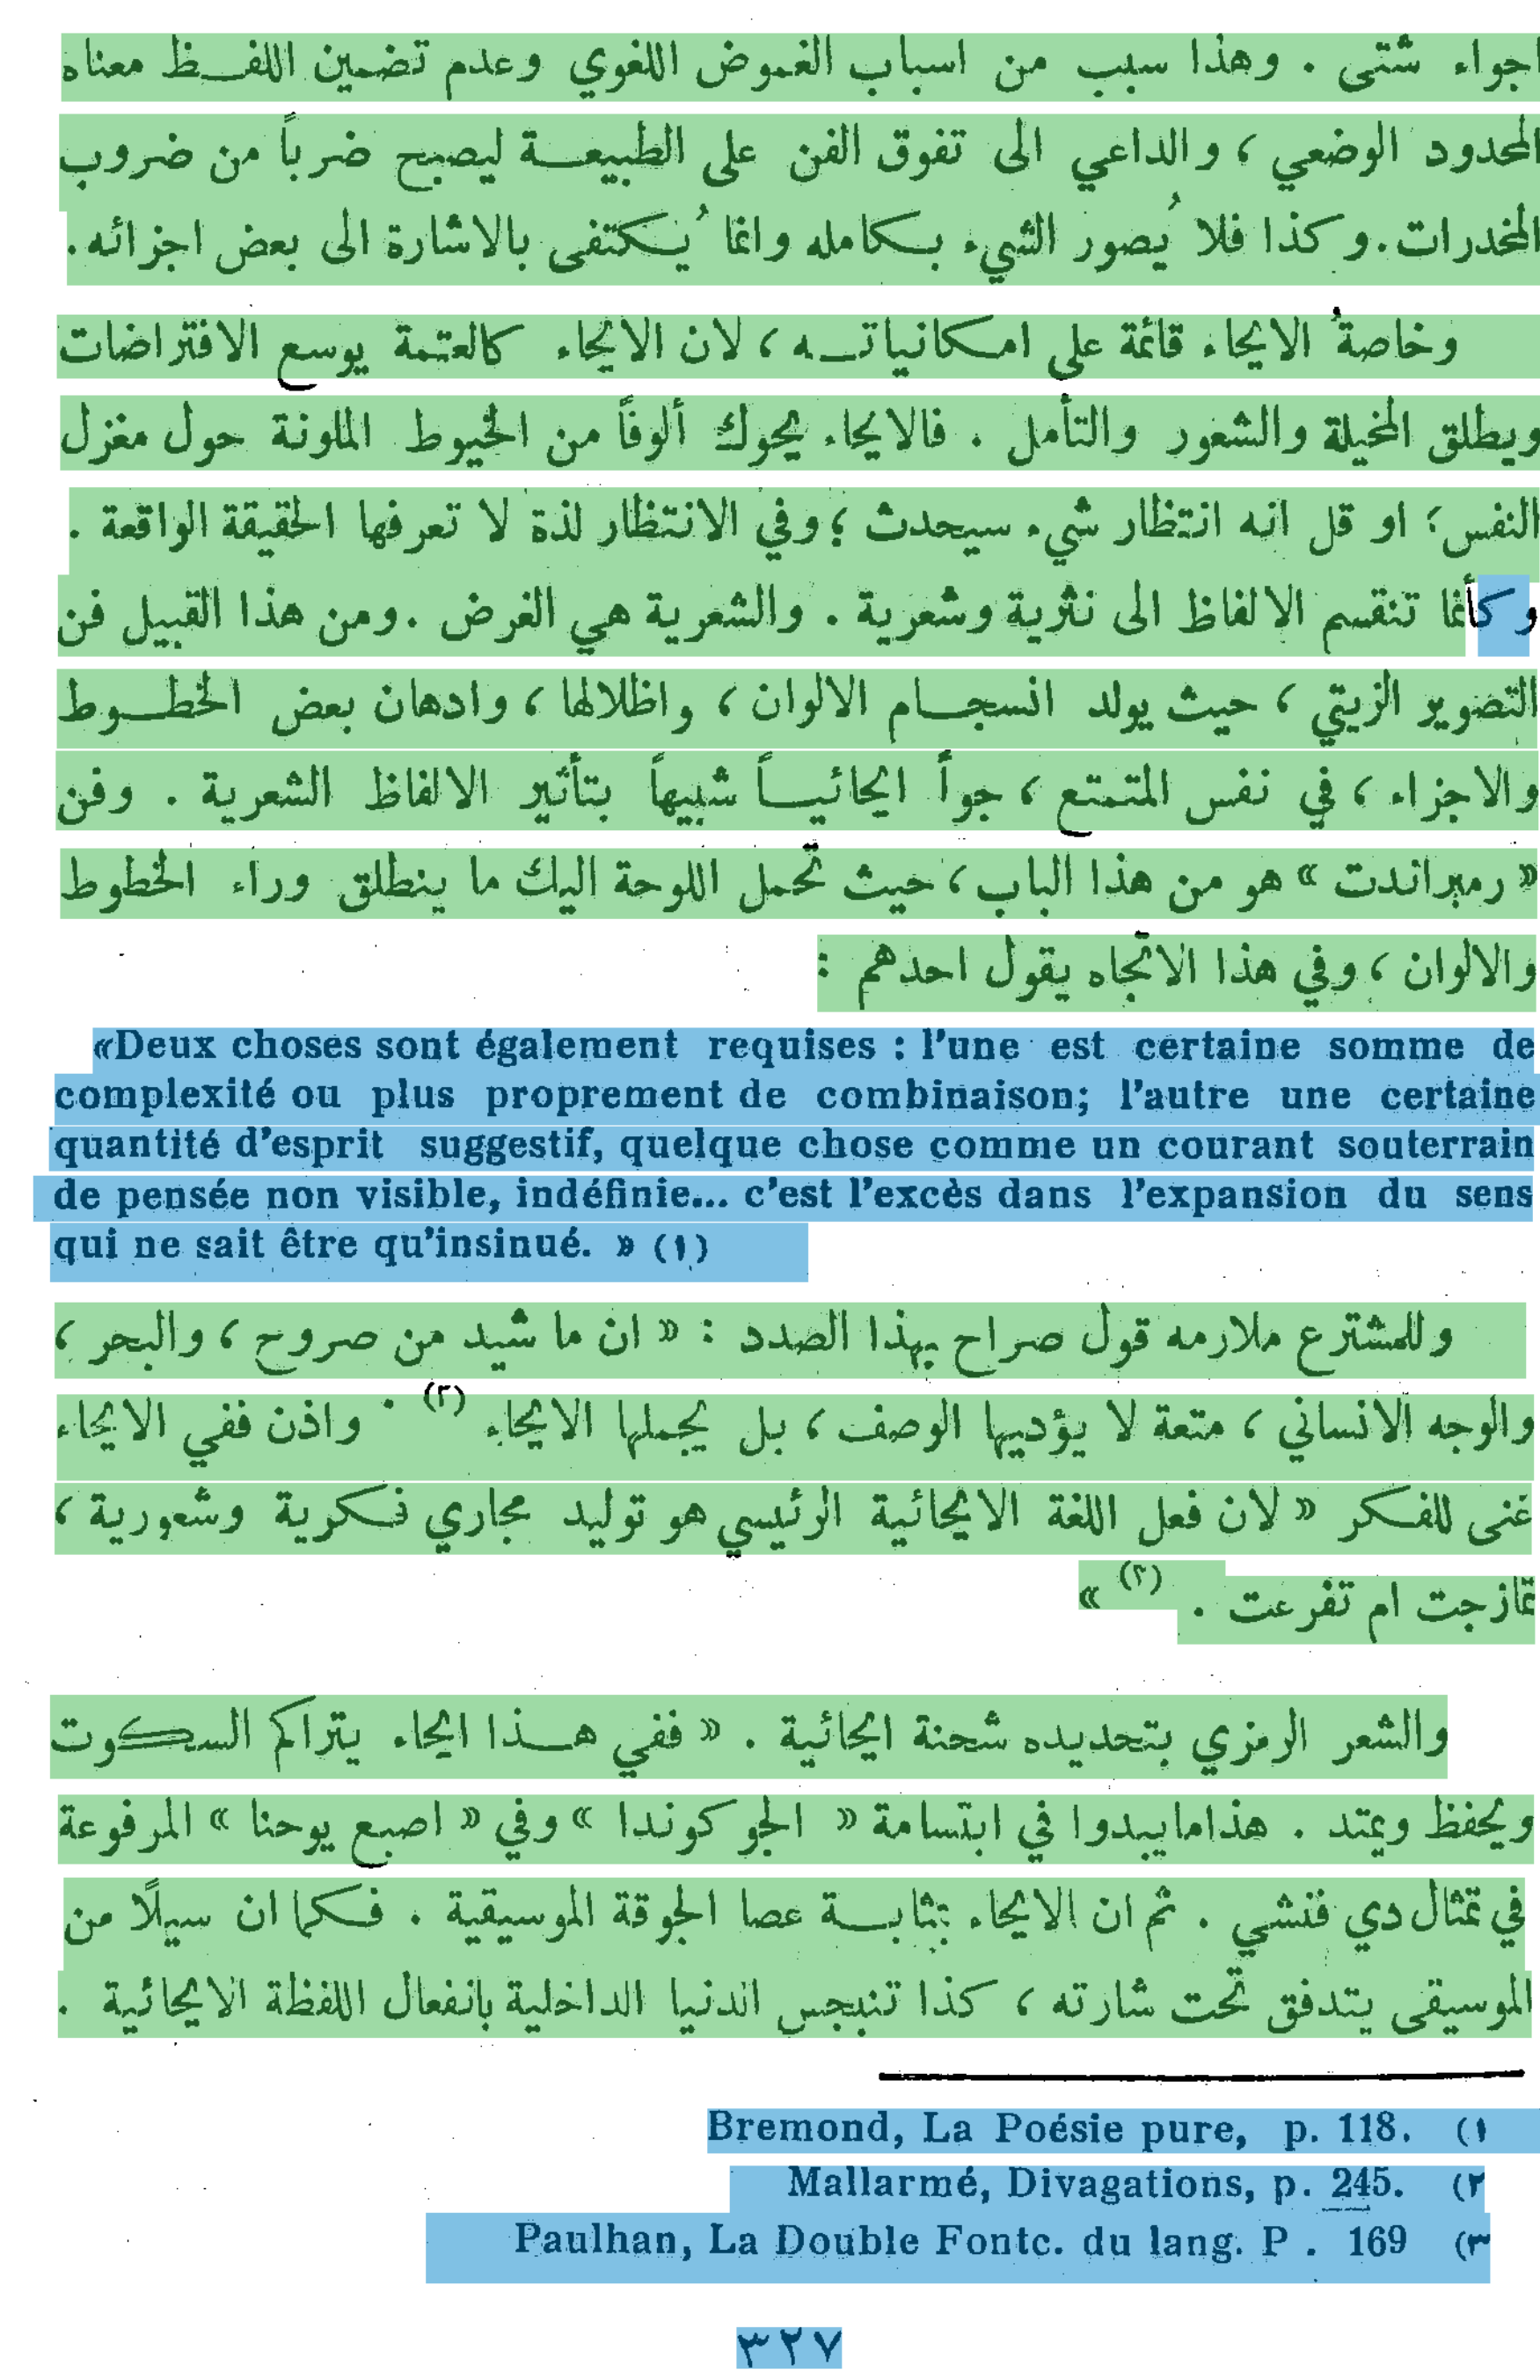 اجواء شتى . وهذا سبب من اسباب الغموض اللغوي وعدم تضمين اللفظ معناه
المحدود الوضعي ، والداعي الى تفوق الفن على الطبيعة ليصبح ضرباً من ضروب
المخدرات . وكذا فلا يُصور الشيء بكامله وانما يُكتفى بالاشارة الى بعض اجزائه .
وخاصةُ الايحاء قائمة على امكانياته ، لان الايحاء كالعتمة يوسع الافتراضات
ويطلق المخيلة والشعور والتأمل . فالايحاء يحوك ألوفاً من الخيوط الملونة حول مغزل
النفس ؛ او قل انه انتظار شيء سيحدث ؛ وفي الانتظار لذة لا تعرفها الحقيقة الواقعة .
وكأنما تنقسم الالفاظ الى نثرية وشعرية . والشعرية هي الغرض . ومن هذا القبيل فن
التصوير الزيتي ، حيث يولد انسجام الالوان ، واظلالها ، وادهان بعض الخطوط
والاجزاء ، في نفس المتمتع ، جواً ايحائياً شبيهاً بتأثير الالفاظ الشعرية . وفن
« رمبراندت » هو من هذا الباب ، حيث تحمل اللوحة اليك ما ينطلق وراء الخطوط
والالوان ، وفي هذا الاتجاه يقول احدهم :
«Deux choses sont également requises : l'une est certaine somme de
complexité ou plus proprement de combinaison; l'autre une certaine
quantité d'esprit suggestif, quelque chose comme un courant souterrain
de pensée non visible, indéfinie... c'est l'excès dans l'expansion du sens
qui ne sait être qu'insinué. » (١)
وللمشترع ملارمه قول صراح بهذا الصدد : « ان ما شيد من صروح ، والبحر ،
والوجه الانساني ، متعة لا يؤديها الوصف ، بل يجملها الايحاء (٢) . واذن ففي الايحاء
غنى للفكر « لان فعل اللغة الايحائية الرئيسي هو توليد مجاري فكرية وشعورية ،
تمازجت ام تفرعت . (٢) »
والشعر الرمزي بتحديده شحنة ايحائية . « ففي هذا ايحاء يتراكم السكوت
ويحفظ ويمتد . هذامايبدوا في ابتسامة « الجوكوندا » وفي « اصبع يوحنا » المرفوعة
في تمثال دي فنشي . ثم ان الايحاء بمثابة عصا الجوقة الموسيقية . فكما ان سيلًا من
الموسيقى يتدفق تحت شارته ، كذا تنبجس الدنيا الداخلية بانفعال اللفظة الايحائية .
Bremond, La Poésie pure, p. 118. (١
Mallarmé, Divagations, p. 245. (٢
Paulhan, La Double Fontc. du lang. P . 169 (٣
٣٢٧